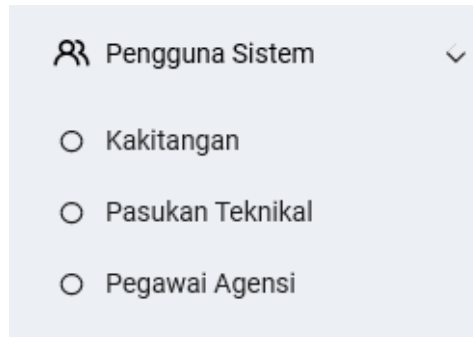 Pengguna Sistem
Kakitangan
Pasukan Teknikal
Pegawai Agensi